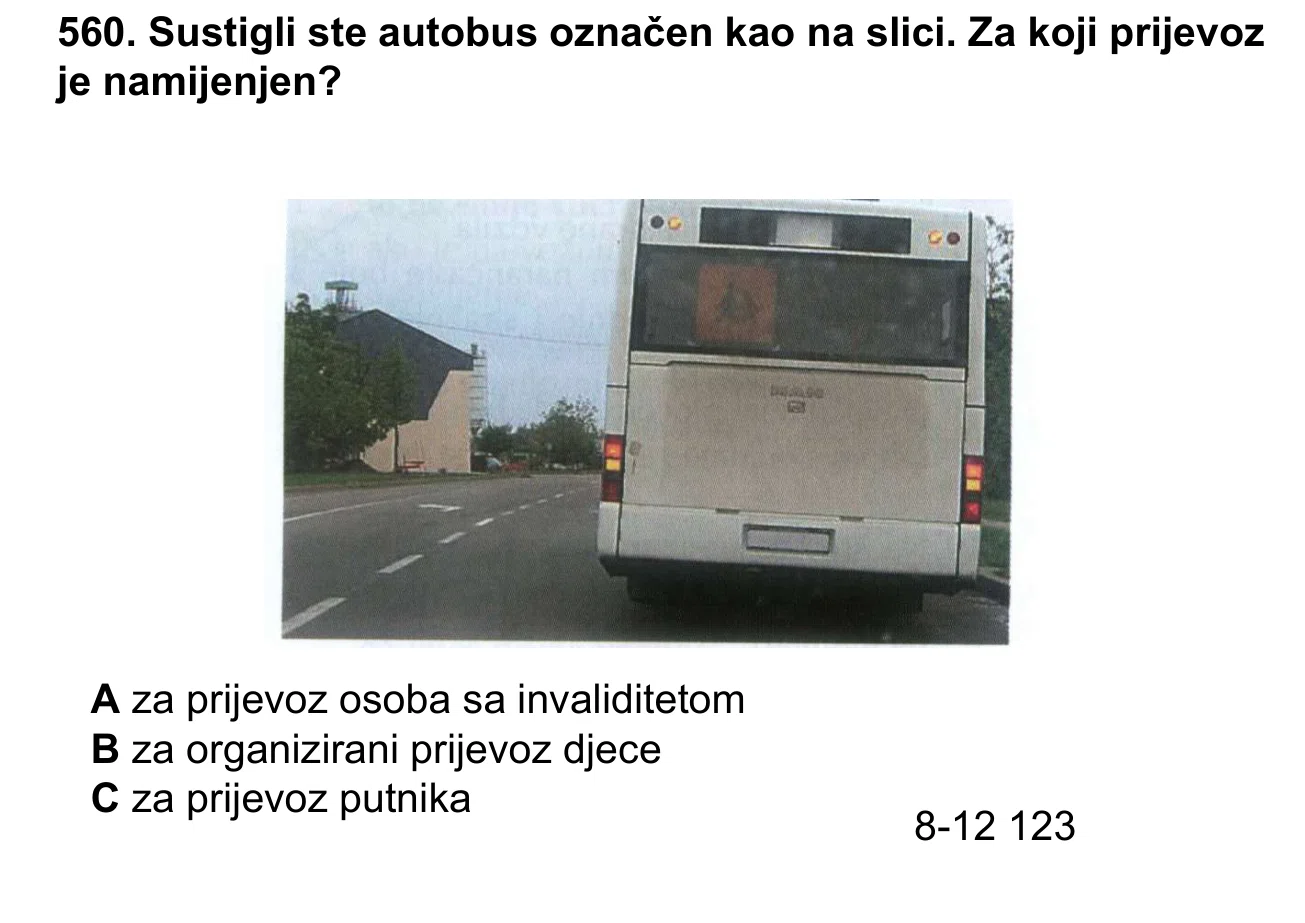 560. Sustigli ste autobus označen kao na slici. Za koji prijevoz
je namijenjen?
A za prijevoz osoba sa invaliditetom
B za organizirani prijevoz djece
C za prijevoz putnika
8-12 123